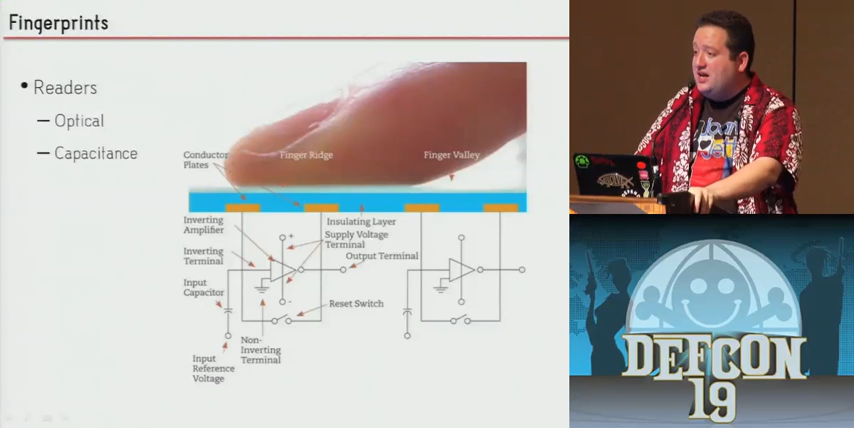 Fingerprints
• Readers
– Optical
– Capacitance
Conductor
Plates
Finger Ridge
Finger Valley
Inverting
Amplifier
Insulating Layer
Supply Voltage
Terminal
Inverting
Terminal
Output Terminal
+
Input
Capacitor
-
Reset Switch
Non-
Inverting
Terminal
Input
Reference
Voltage
DEFCON
19